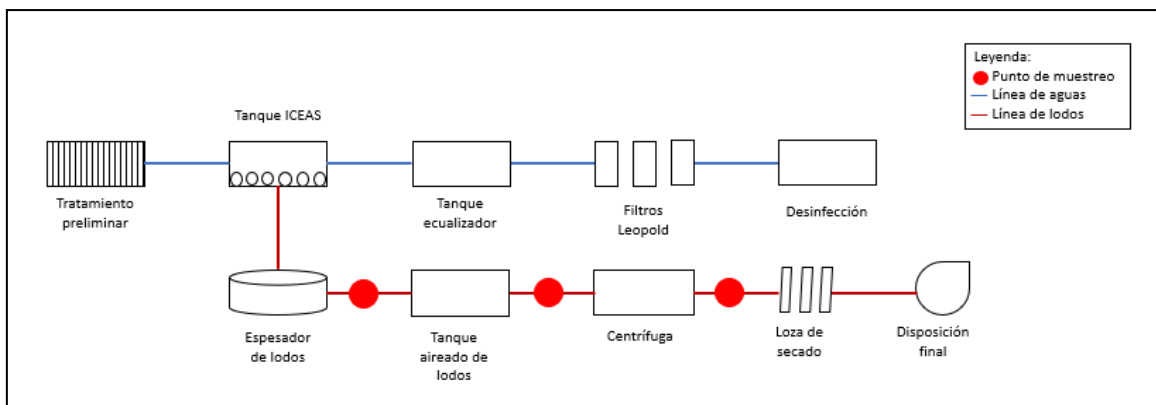 Leyenda:
Punto de muestreo
Línea de aguas
Línea de lodos
Tanque ICEAS
Tratamiento
preliminar
Tanque
ecualizador
Filtros
Leopold
Desinfección
Espesador
de lodos
Tanque
aireado de
lodos
Centrífuga
Loza de
secado
Disposición
final